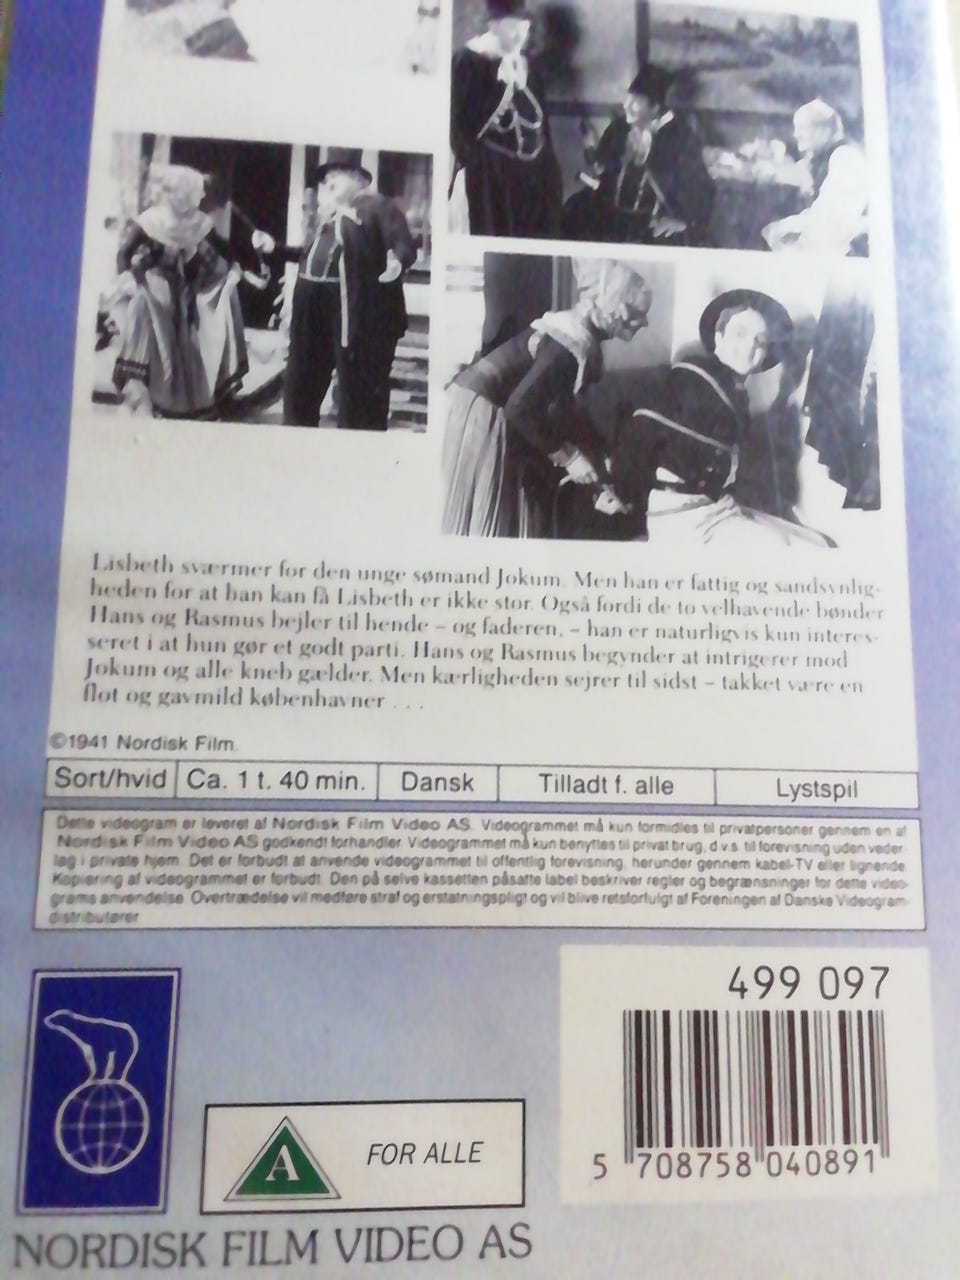 Lisbeth sværmer for den unge sømand Jokum. Men han er fattig og sandsynlig-
heden for at han kan få Lisbeth er ikke stor. Også fordi de to velhavende bønder
Hans og Rasmus bejler til hende – og faderen, – han er naturligvis kun interes-
seret i at hun gør et godt parti. Hans og Rasmus begynder at intrigerer mod
Jokum og alle kneb gælder. Men kærligheden sejrer til sidst – takket være en
flot og gavmild københavner . . .
©1941 Nordisk Film.
Sort/hvid Ca. 1 t. 40 min. Dansk Tilladt f. alle Lystspil
Dette videogram er leveret af Nordisk Film Video AS. Videogrammet må kun formidles til privatpersoner gennem en af
Nordisk Film Video AS godkendt forhandler. Videogrammet må kun benyttes til privat brug, d.v.s. til forevisning uden veder-
lag i private hjem. Det er forbudt at anvende videogrammet til offentlig forevisning, herunder gennem kabel-TV eller lignende.
Kopiering af videogrammet er forbudt. Den på selve kassetten påsatte label beskriver regler og begrænsninger for dette video-
grams anvendelse. Overtrædelse vil medføre straf og erstatningspligt og vil blive retsforfulgt af Foreningen af Danske Videogram-
distributører.
499 097
A FOR ALLE
5 708758 040891
NORDISK FILM VIDEO AS